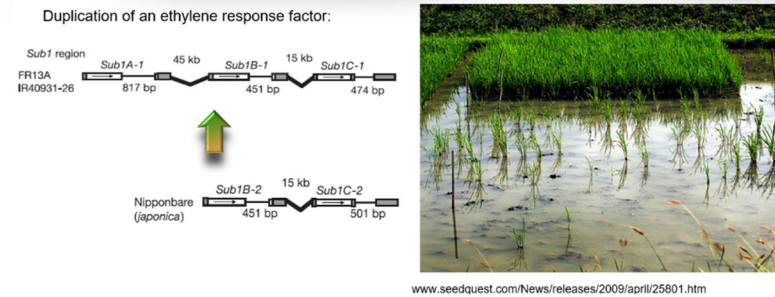 Duplication of an ethylene response factor:
Sub1 region
Sub1A-1
45 kb
Sub1B-1
15 kb
Sub1C-1
FR13A
IR40931-26
817 bp
451 bp
474 bp
Sub1B-2
15 kb
Sub1C-2
Nipponbare
(japonica)
451 bp
501 bp
www.seedquest.com/News/releases/2009/april/25801.htm